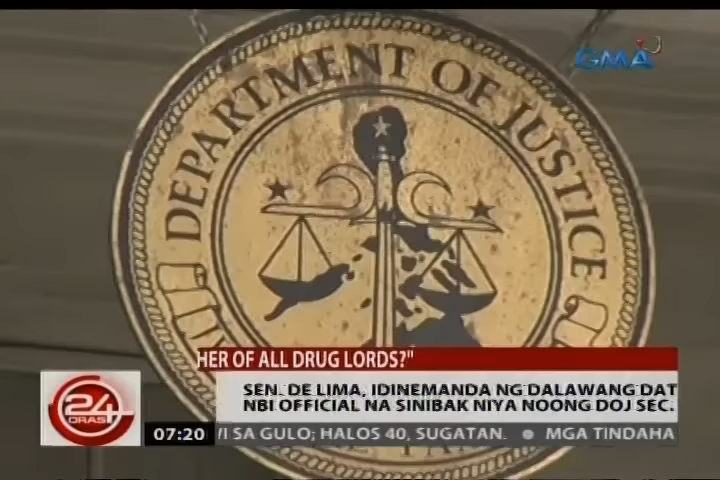 GMA
DEPARTMENT OF JUSTICE
HER OF ALL DRUG LORDS?"
SEN. DE LIMA, IDINEMANDA NG DALAWANG DAT
NBI OFFICIAL NA SINIBAK NIYA NOONG DOJ SEC.
24 ORAS
07:20 VI SA GULO; HALOS 40, SUGATAN. • MGA TINDAHA